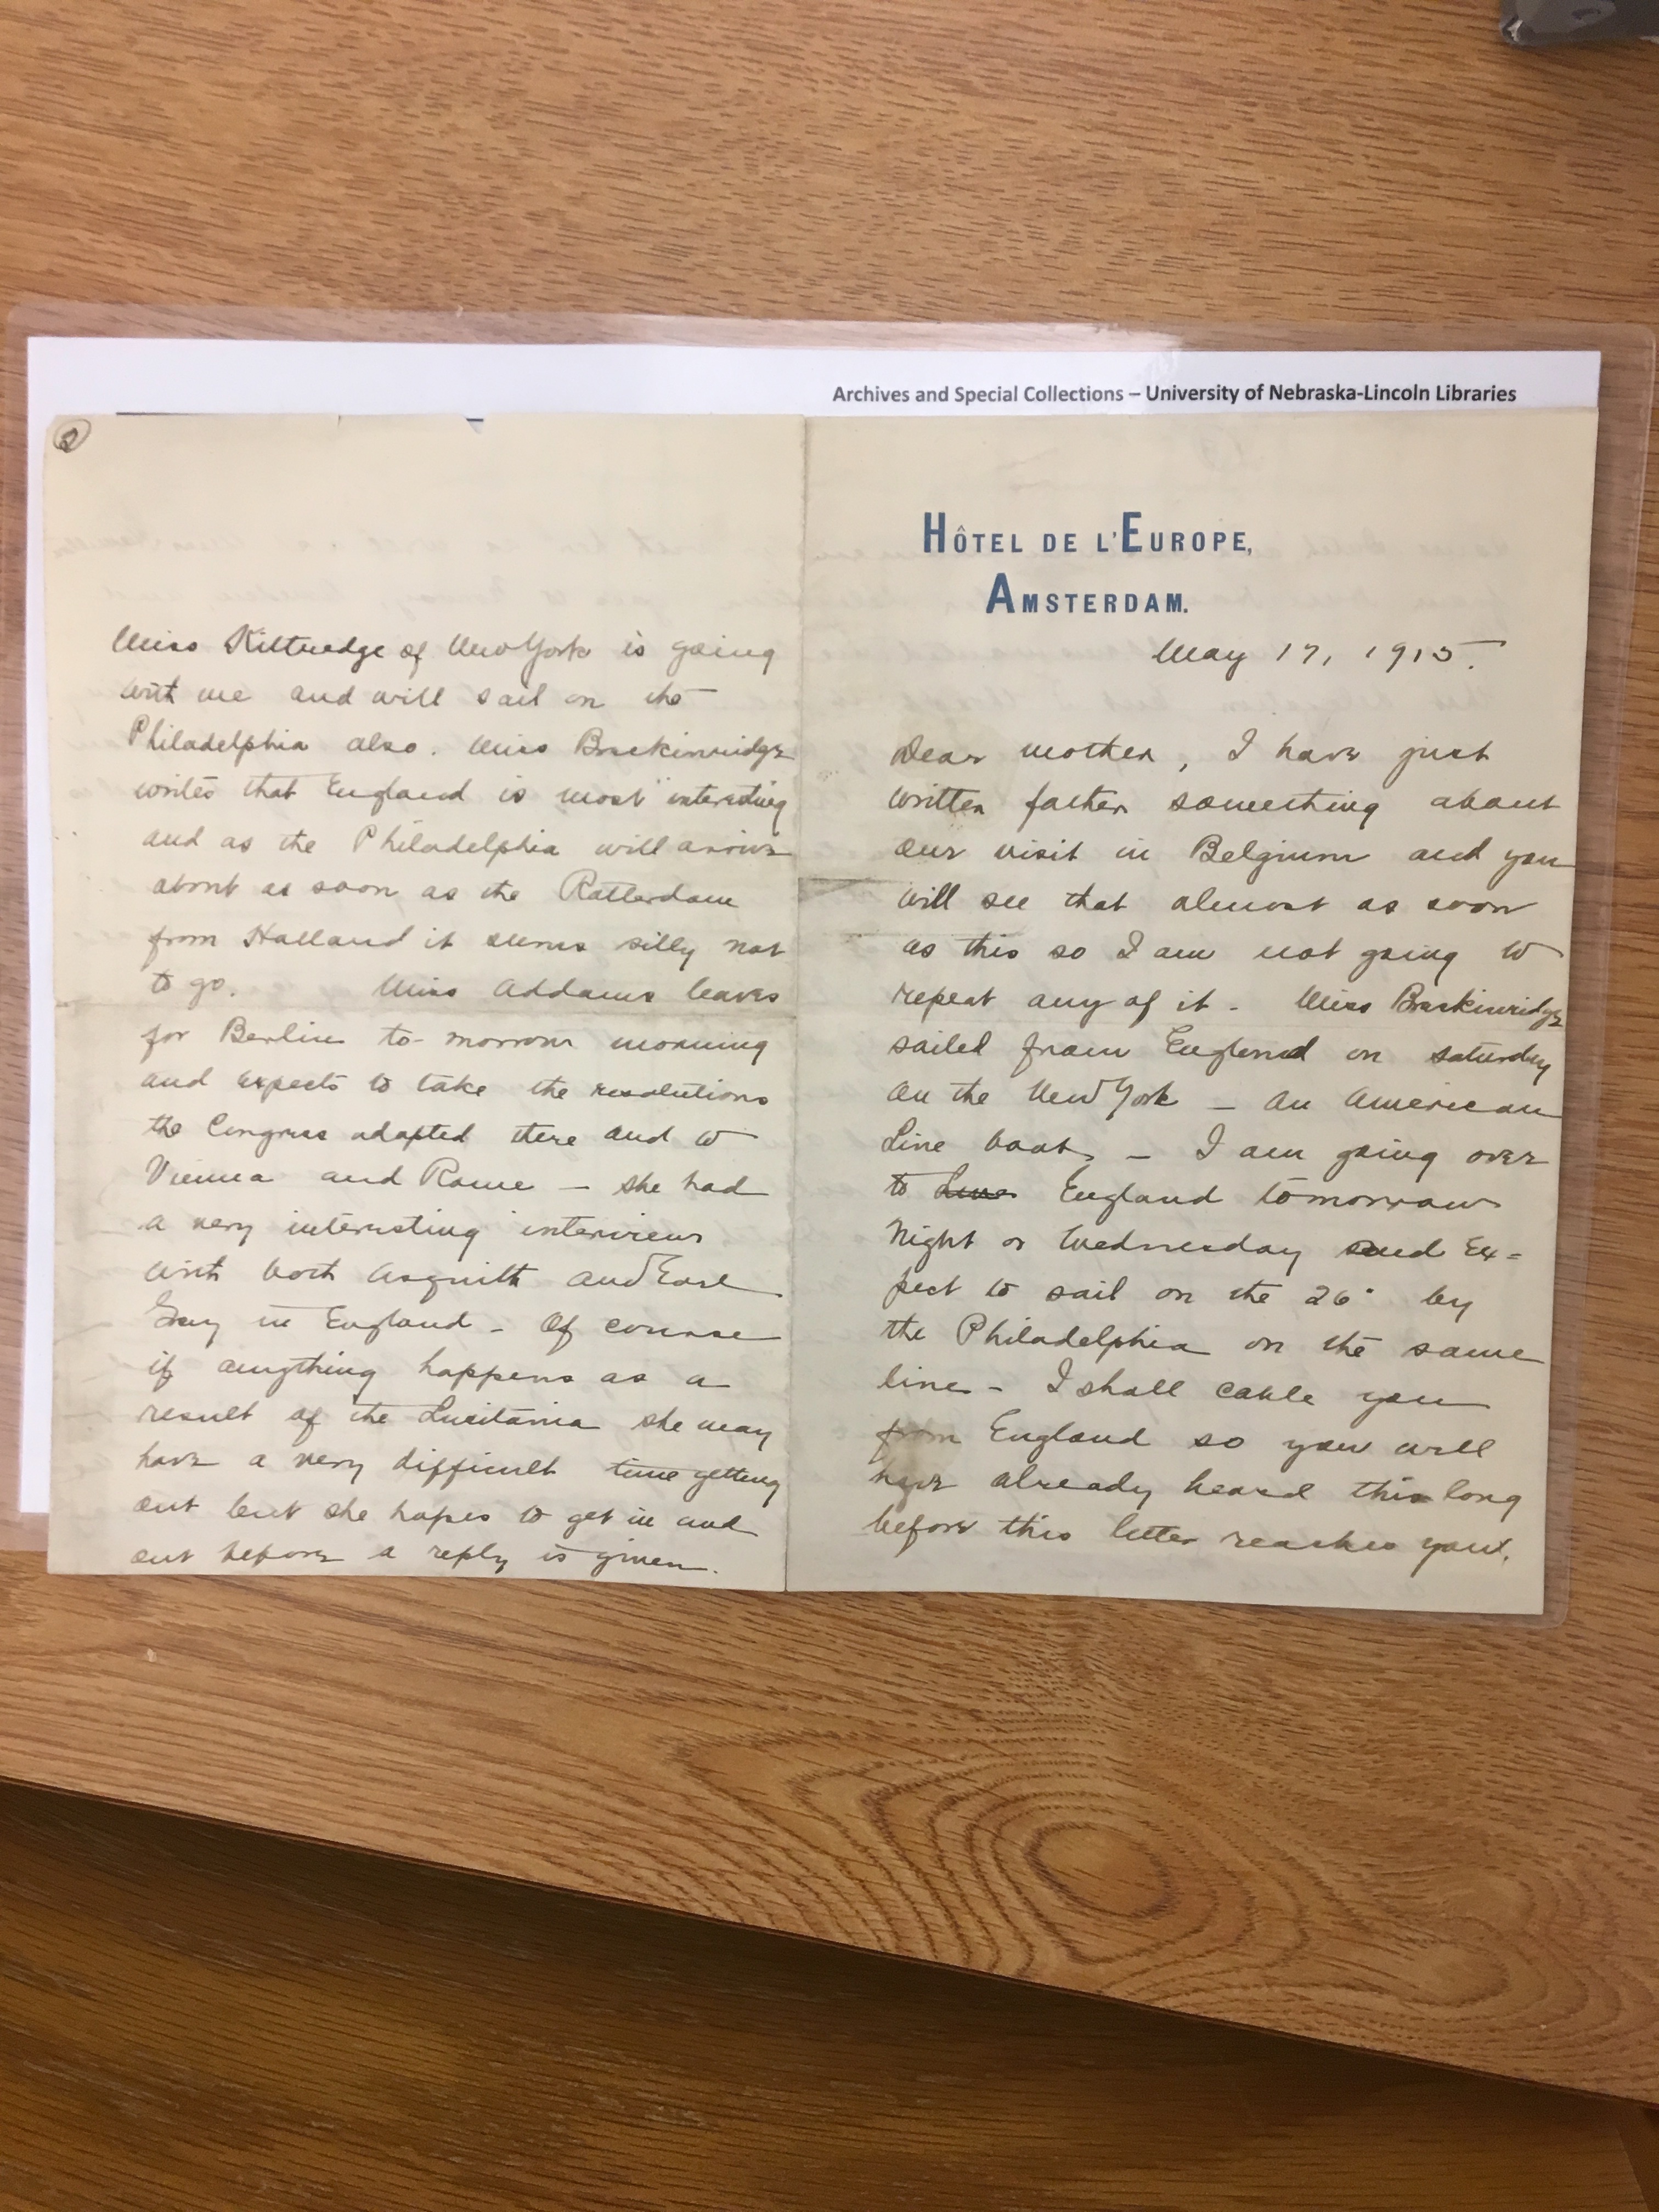 Archives and Special Collections – University of Nebraska-Lincoln Libraries
HÔTEL DE L'EUROPE,
AMSTERDAM.
May 17, 1915.
Dear mother, I have just
written father something about
our visit in Belgium and you
will see that almost as soon
as this so I am not going to
repeat any of it - Miss Breckinridge
sailed from England on saturday
on the New York - an American
Line boat, - I am going over
to Line England tomorrow
Night or Wednesday and Ex-
pect to sail on the 26" by
the Philadelphia on the same
line - I shall cable you
from England so you will
have already heard this long
before this letter reaches you.
2
Miss Kittredge of New York is going
with me and will sail on the
Philadelphia also. Miss Breckinridge
writes that England is most interesting
and as the Philadelphia will arrive
about as soon as the Rotterdam
from Holland it seems silly not
to go. Miss Addams leaves
for Berlin to-morrow morning
and expects to take the resolutions
the Congress adopted there and to
Vienna and Rome - she had
a very interesting interview
with both Asquith and Earl
Grey in England - Of course
if anything happens as a
result of the Lusitania she may
have a very difficult time getting
out but she hopes to get in and
out before a reply is given.